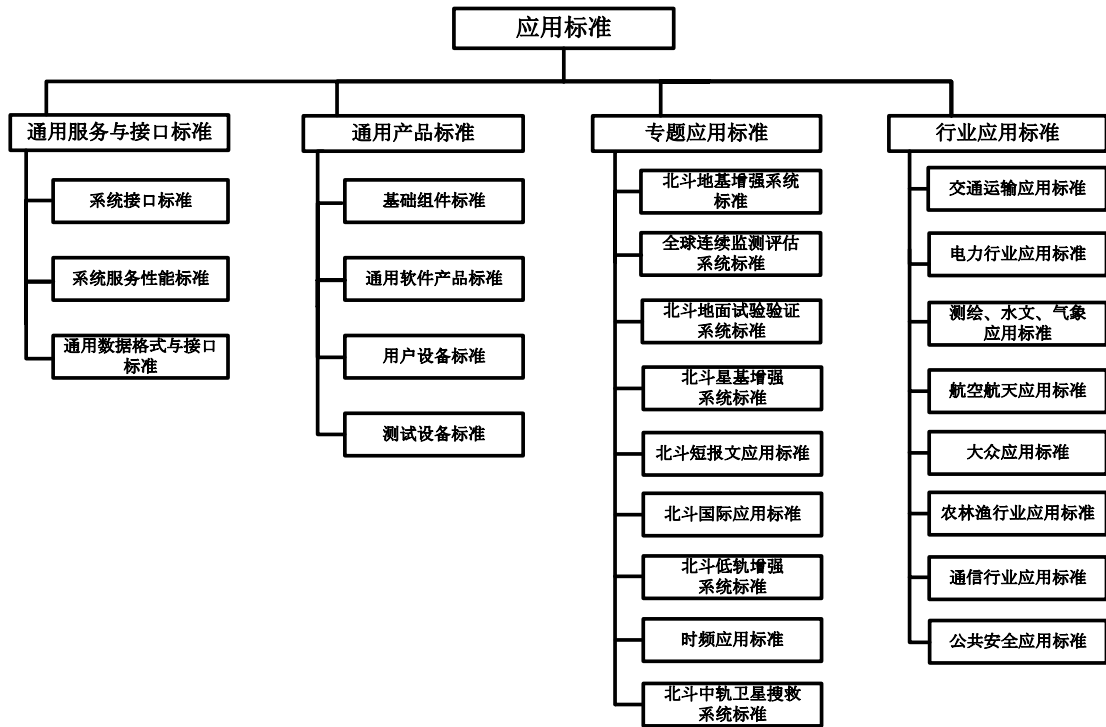 应用标准
通用服务与接口标准
系统接口标准
系统服务性能标准
通用数据格式与接口
标准
通用产品标准
基础组件标准
通用软件产品标准
用户设备标准
测试设备标准
专题应用标准
北斗地基增强系统
标准
全球连续监测评估
系统标准
北斗地面试验验证
系统标准
北斗星基增强
系统标准
北斗短报文应用标准
北斗国际应用标准
北斗低轨增强
系统标准
时频应用标准
北斗中轨卫星搜救
系统标准
行业应用标准
交通运输应用标准
电力行业应用标准
测绘、水文、气象
应用标准
航空航天应用标准
大众应用标准
农林渔行业应用标准
通信行业应用标准
公共安全应用标准